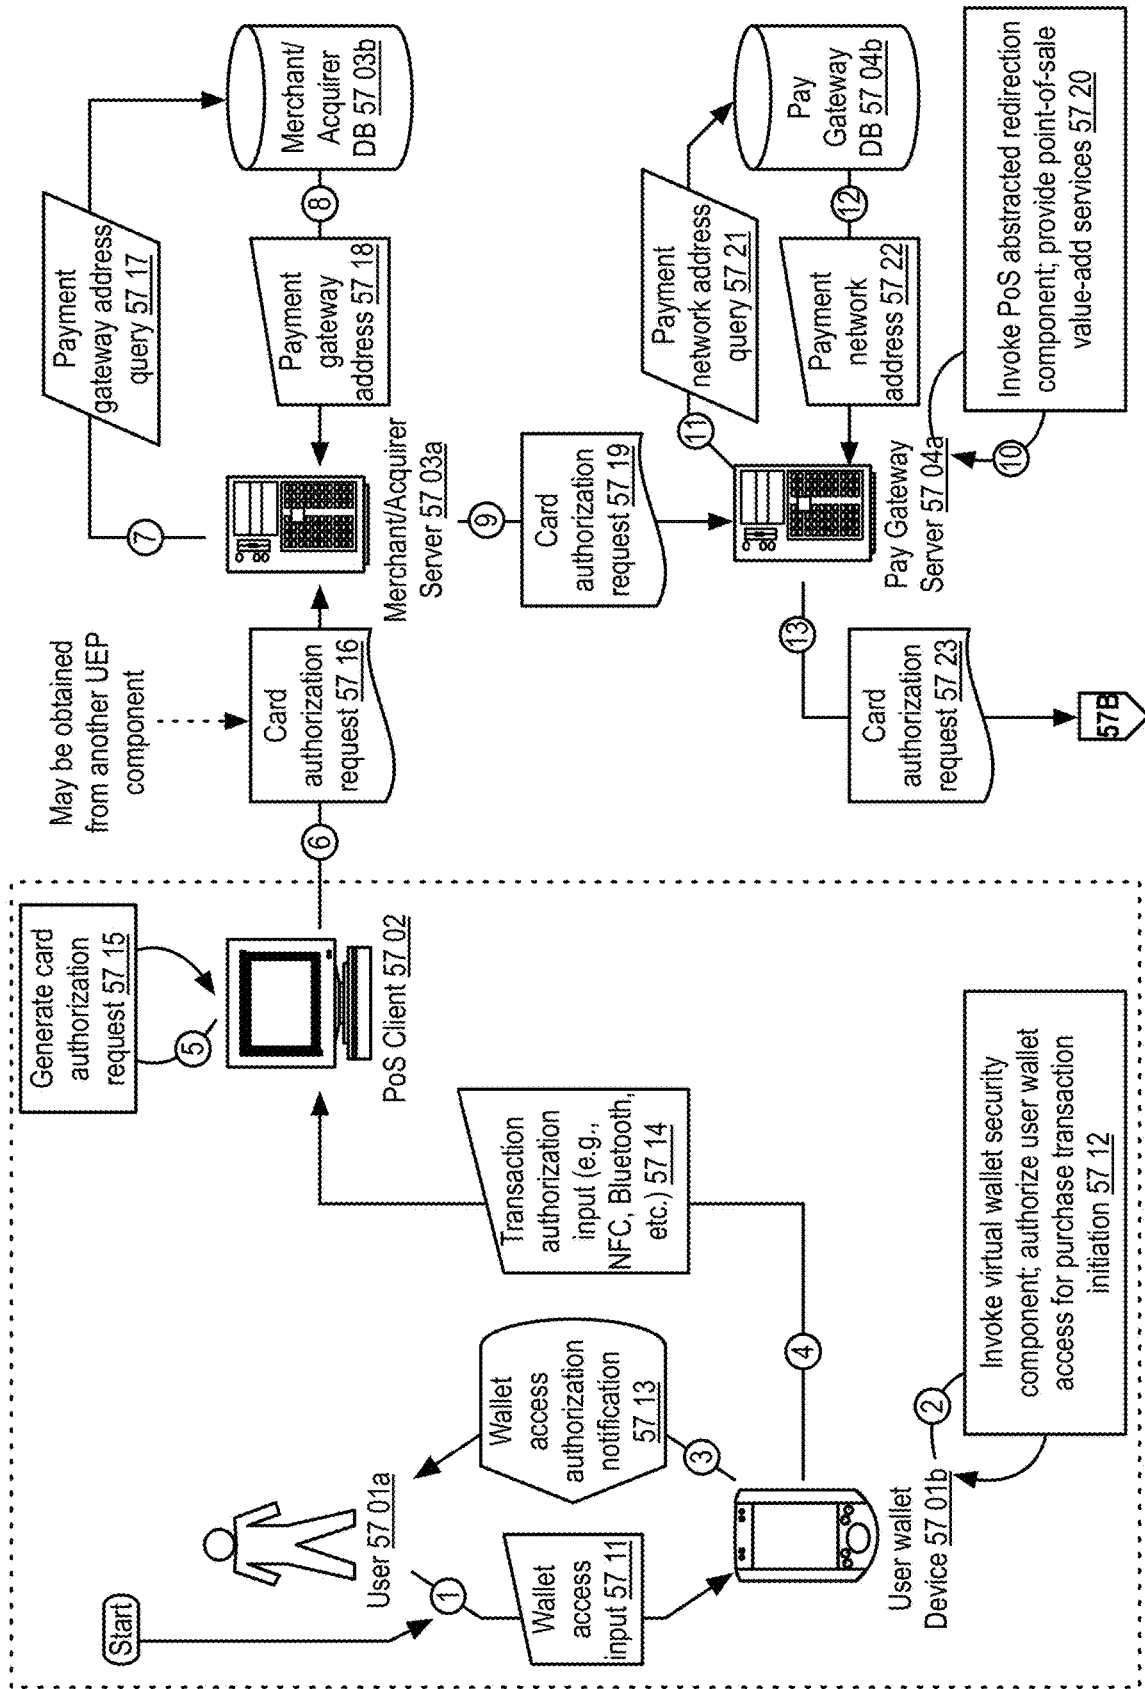 Start
User 57 01a
1
Wallet
access
input 57 11
User wallet
Device 57 01b
2
Invoke virtual wallet security
component; authorize user wallet
access for purchase transaction
initiation 57 12
3
Wallet
access
authorization
notification
57 13
4
Transaction
authorization
input (e.g.,
NFC, Bluetooth,
etc.) 57 14
Generate card
authorization
request 57 15
5
PoS Client 57 02
6
May be obtained
from another UEP
component
Card
authorization
request 57 16
Merchant/Acquirer
Server 57 03a
7
Payment
gateway address
query 57 17
Merchant/
Acquirer
DB 57 03b
8
Payment
gateway
address 57 18
9
Card
authorization
request 57 19
Pay Gateway
Server 57 04a
10
Invoke PoS abstracted redirection
component; provide point-of-sale
value-add services 57 20
11
Payment
network address
query 57 21
Pay
Gateway
DB 57 04b
12
Payment
network
address 57 22
13
Card
authorization
request 57 23
57B